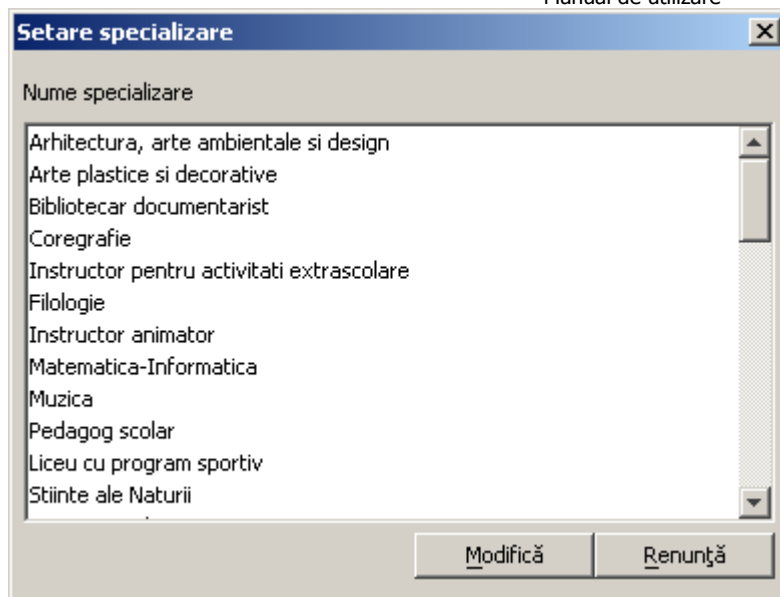 Manual de utilizare
Setare specializare
Nume specializare
Arhitectura, arte ambientale si design
Arte plastice si decorative
Bibliotecar documentarist
Coregrafie
Instructor pentru activitati extrascolare
Filologie
Instructor animator
Matematica-Informatica
Muzica
Pedagog scolar
Liceu cu program sportiv
Stiinte ale Naturii
Modifică Renunţă